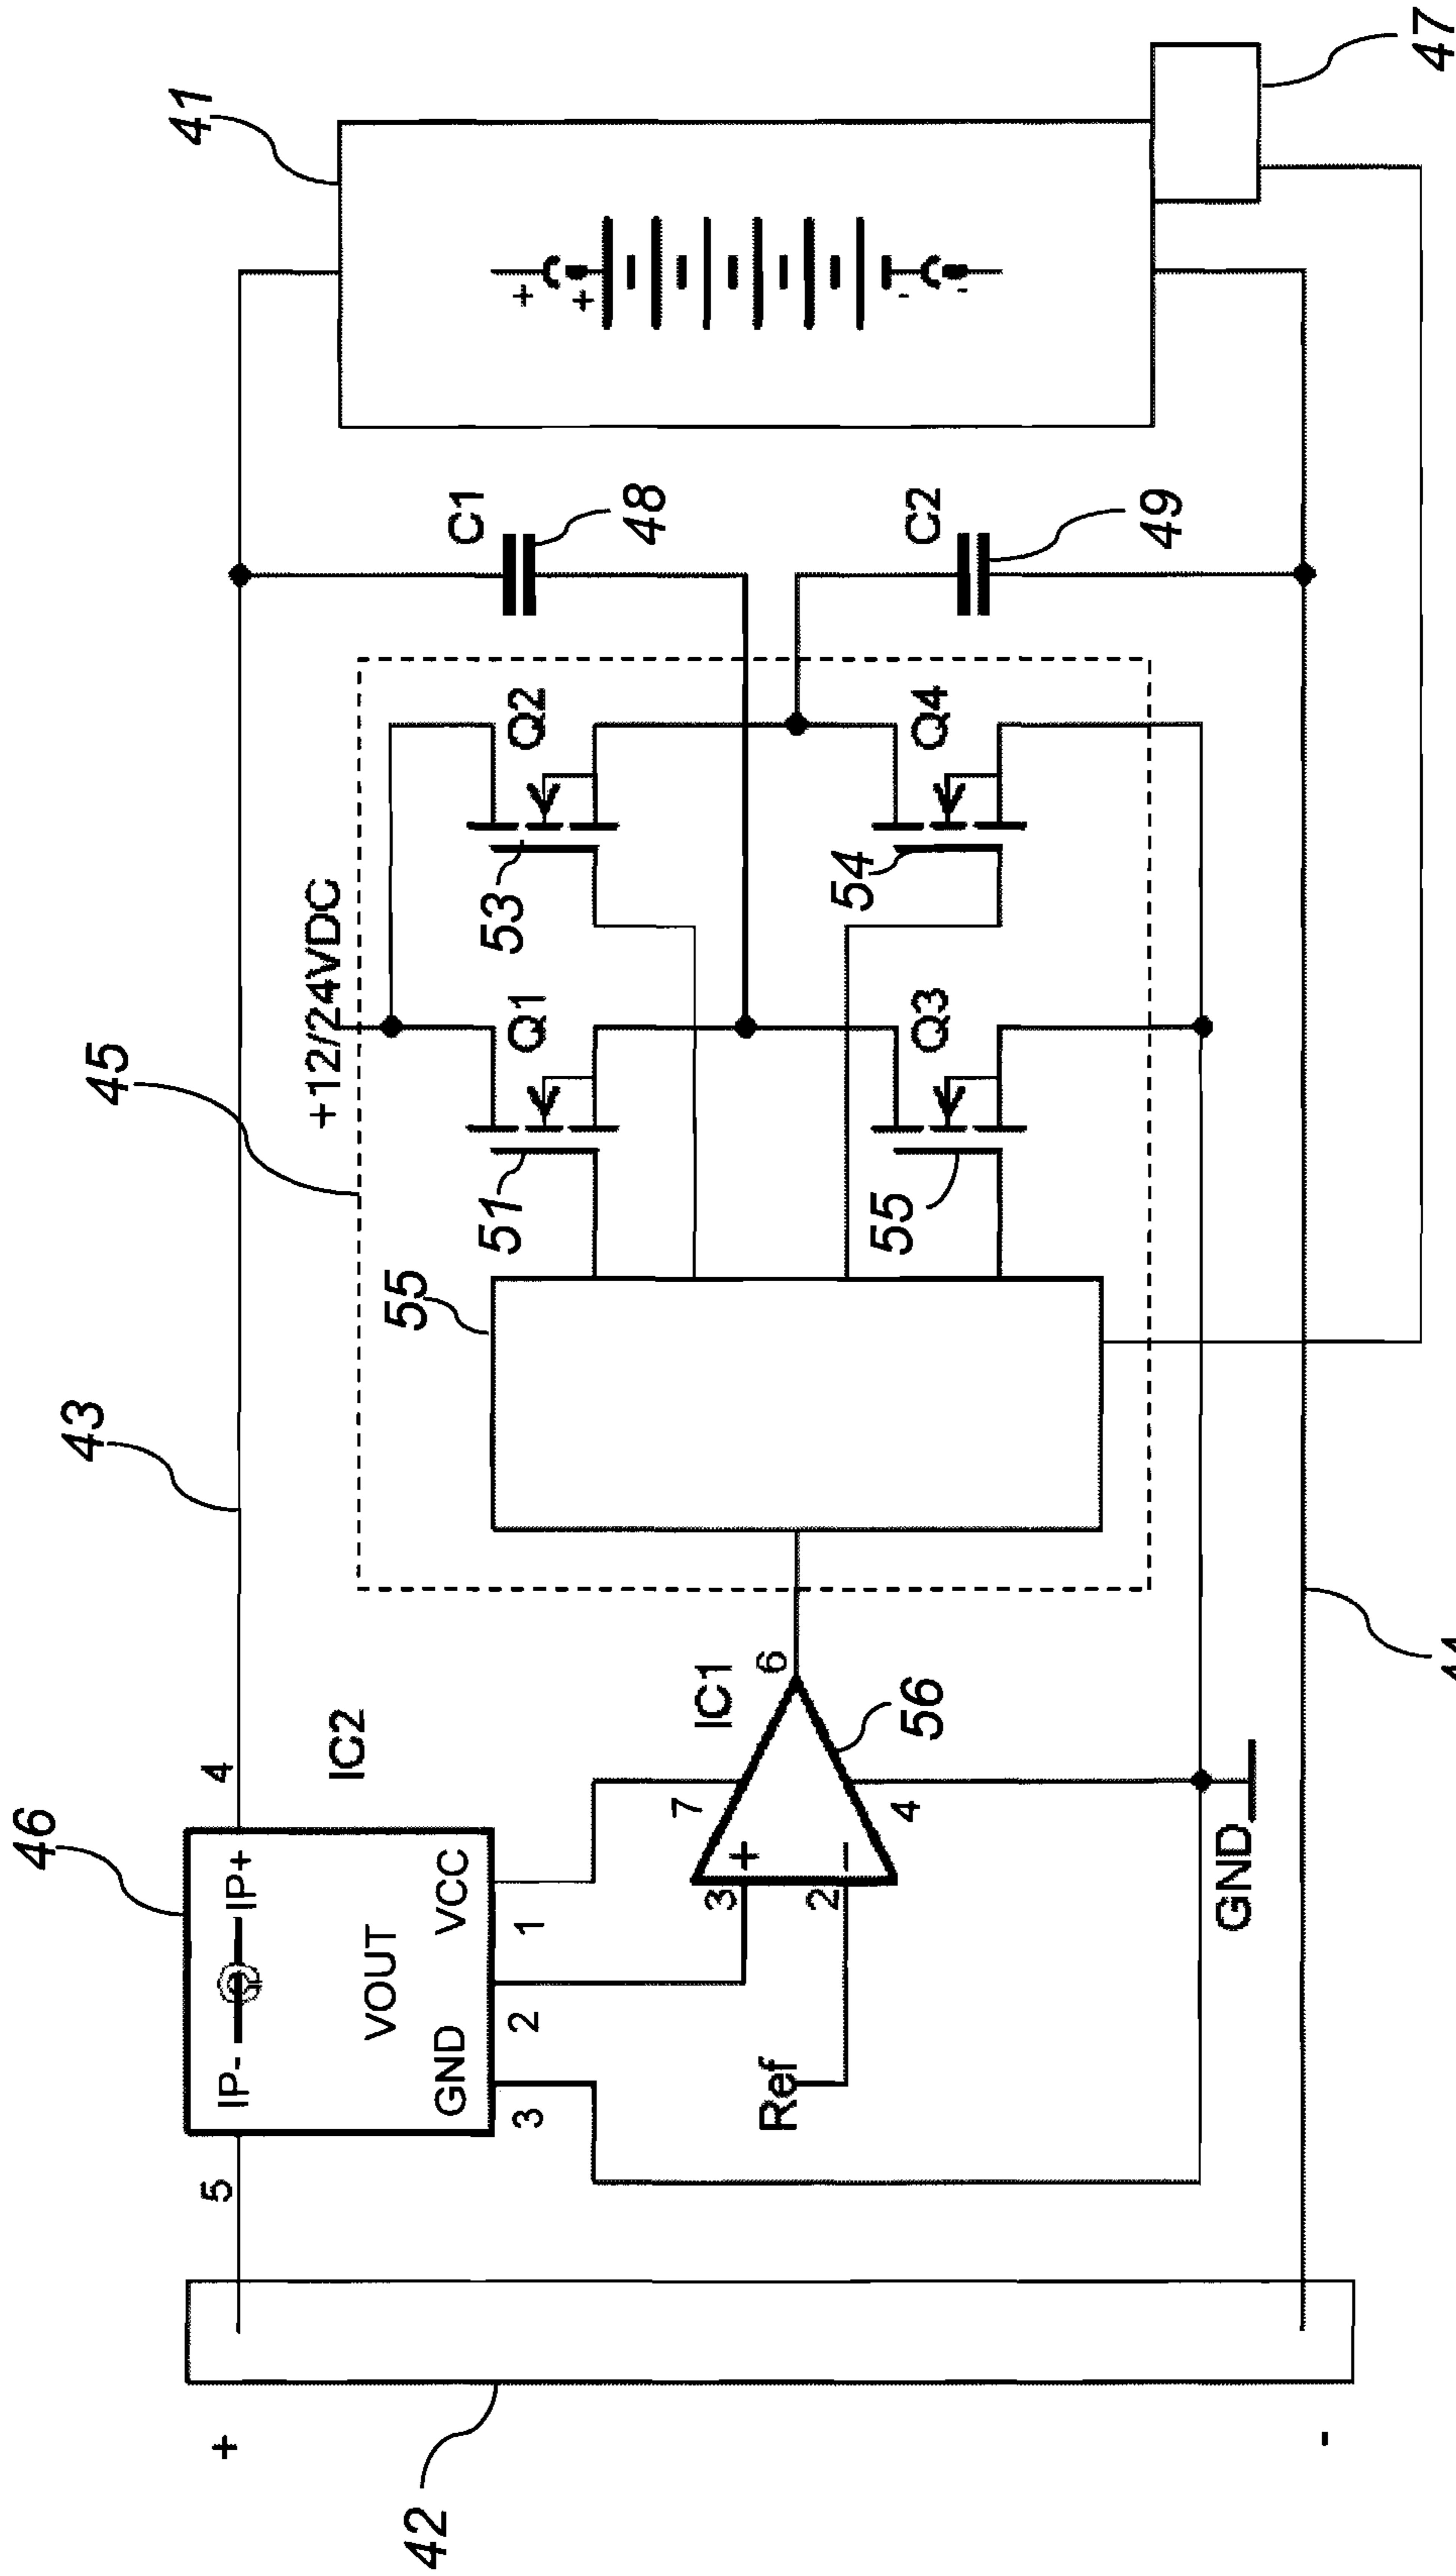 46
43
45
41
5
4
+12/24VDC
IC2
IP-
IP+
VOUT
GND
VCC
3
2
1
55
51
Q1
53
Q2
C1
48
+
+
-
-
Ref
3
+
2
-
7
4
6
IC1
56
55
Q3
54
Q4
C2
49
GND
+
-
42
44
47